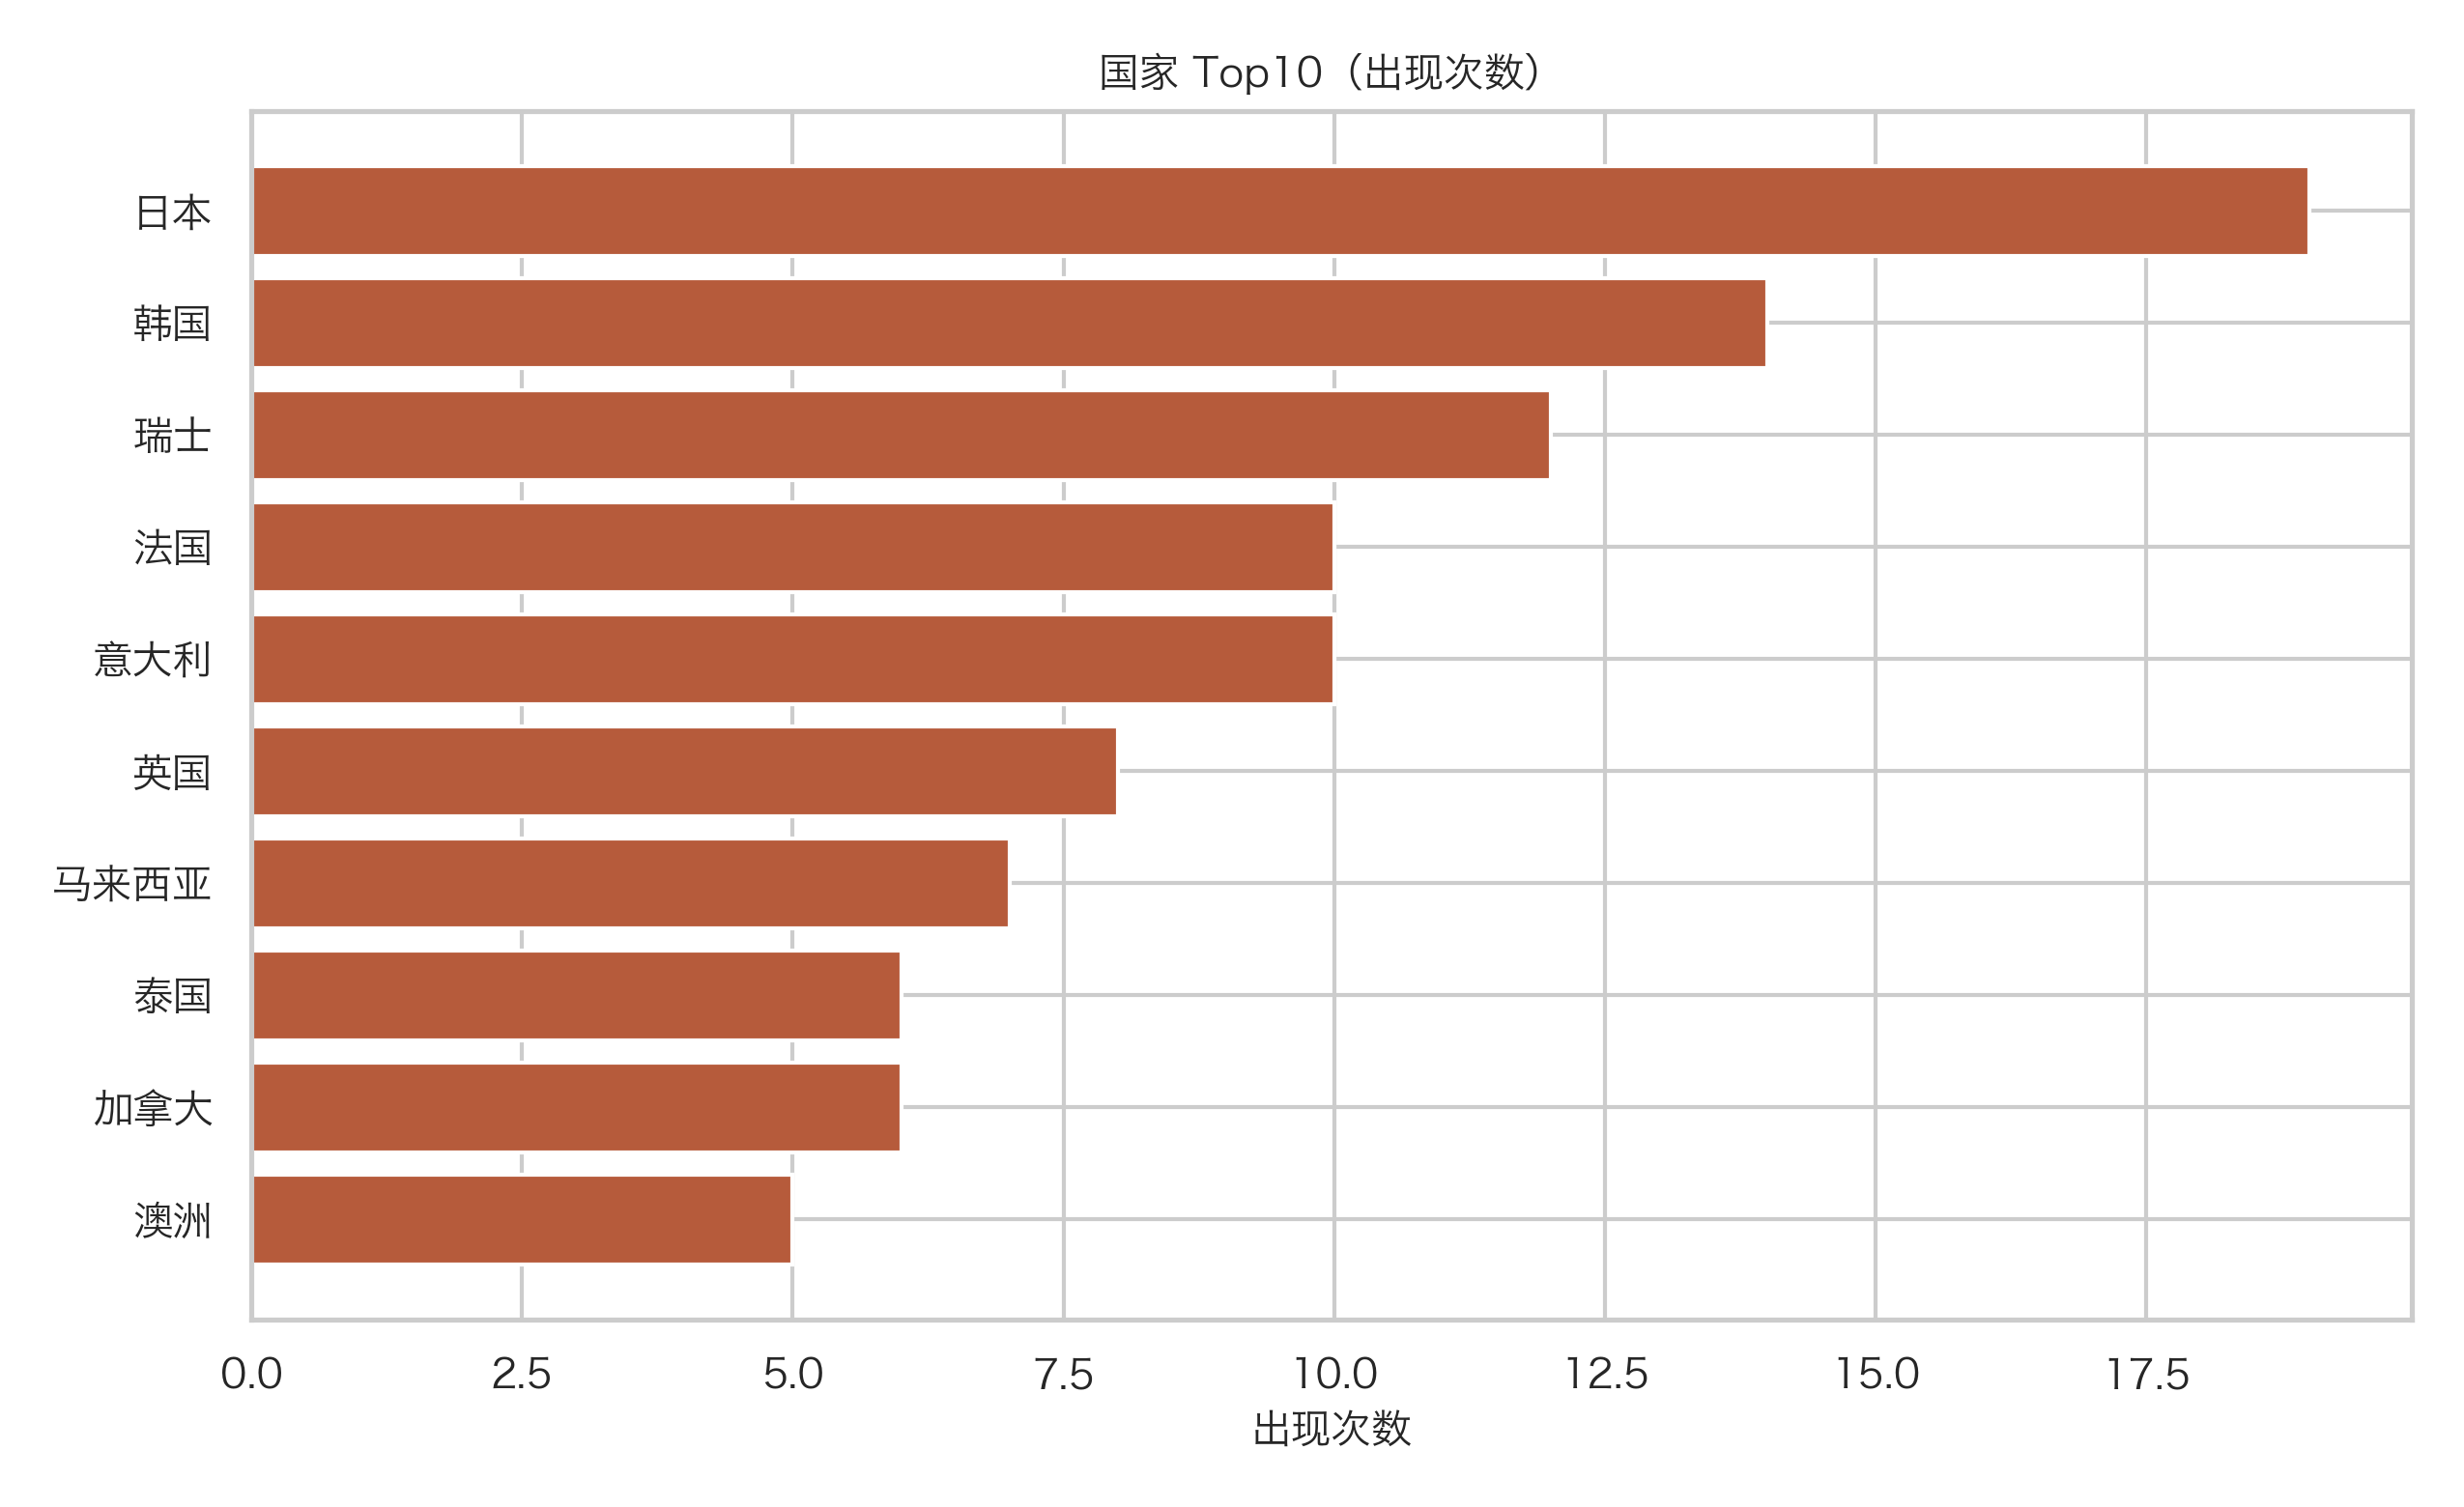 国家 Top10（出现次数）
日本
韩国
瑞士
法国
意大利
英国
马来西亚
泰国
加拿大
澳洲
0.0 2.5 5.0 7.5 10.0 12.5 15.0 17.5
出现次数